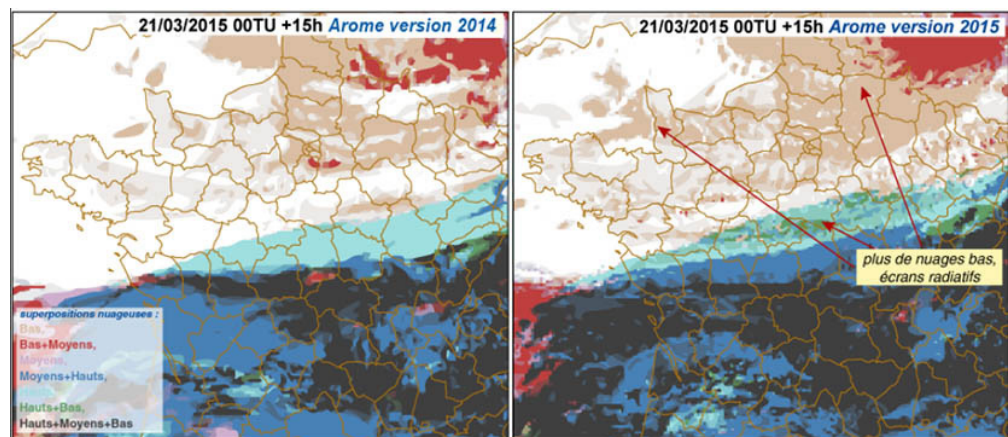 21/03/2015 00TU +15h Arome version 2014
21/03/2015 00TU +15h Arome version 2015
plus de nuages bas,
écrans radiatifs
superpositions nuageuses :
Bas,
Bas+Moyens,
Moyens,
Moyens+Hauts,
Hauts+Bas,
Hauts+Moyens+Bas